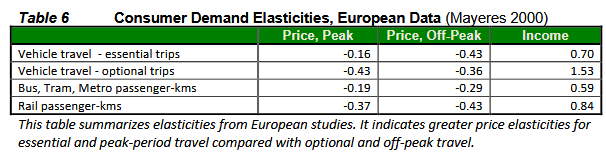 Table 6 Consumer Demand Elasticities, European Data (Mayeres 2000)
Price, Peak Price, Off-Peak Income
Vehicle travel - essential trips -0.16 -0.43 0.70
Vehicle travel - optional trips -0.43 -0.36 1.53
Bus, Tram, Metro passenger-kms -0.19 -0.29 0.59
Rail passenger-kms -0.37 -0.43 0.84
This table summarizes elasticities from European studies. It indicates greater price elasticities for
essential and peak-period travel compared with optional and off-peak travel.